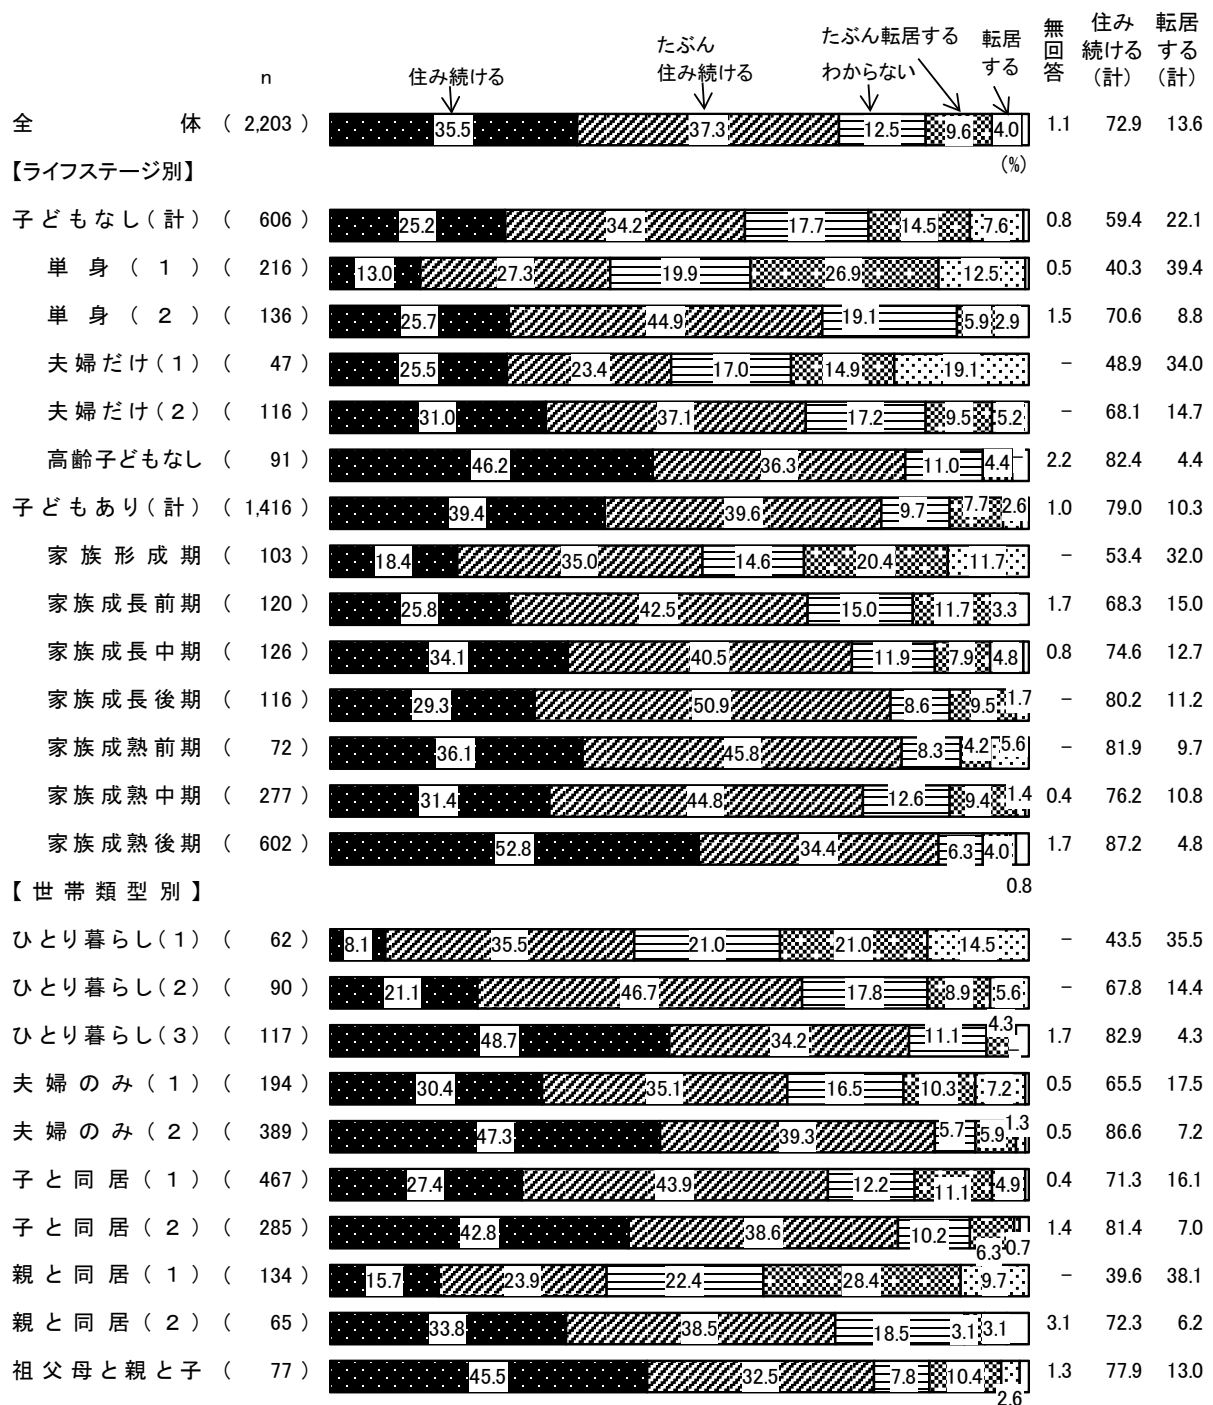 n 住み続ける たぶん 住み続ける わからない たぶん転居する 転居する 無回答 住み続ける（計） 転居する（計）
全体 （ 2,203 ） 35.5 37.3 12.5 9.6 4.0 1.1 72.9 13.6
【ライフステージ別】 (%)
子どもなし（計） （ 606 ） 25.2 34.2 17.7 14.5 7.6 0.8 59.4 22.1
単身（１） （ 216 ） 13.0 27.3 19.9 26.9 12.5 0.5 40.3 39.4
単身（２） （ 136 ） 25.7 44.9 19.1 5.9 2.9 1.5 70.6 8.8
夫婦だけ（１） （ 47 ） 25.5 23.4 17.0 14.9 19.1 － 48.9 34.0
夫婦だけ（２） （ 116 ） 31.0 37.1 17.2 9.5 5.2 － 68.1 14.7
高齢子どもなし （ 91 ） 46.2 36.3 11.0 4.4 － 2.2 82.4 4.4
子どもあり（計） （ 1,416 ） 39.4 39.6 9.7 7.7 2.6 1.0 79.0 10.3
家族形成期 （ 103 ） 18.4 35.0 14.6 20.4 11.7 － 53.4 32.0
家族成長前期 （ 120 ） 25.8 42.5 15.0 11.7 3.3 1.7 68.3 15.0
家族成長中期 （ 126 ） 34.1 40.5 11.9 7.9 4.8 0.8 74.6 12.7
家族成長後期 （ 116 ） 29.3 50.9 8.6 9.5 1.7 － 80.2 11.2
家族成熟前期 （ 72 ） 36.1 45.8 8.3 4.2 5.6 － 81.9 9.7
家族成熟中期 （ 277 ） 31.4 44.8 12.6 9.4 1.4 0.4 76.2 10.8
家族成熟後期 （ 602 ） 52.8 34.4 6.3 4.0 0.8 1.7 87.2 4.8
【世帯類型別】
ひとり暮らし（１） （ 62 ） 8.1 35.5 21.0 21.0 14.5 － 43.5 35.5
ひとり暮らし（２） （ 90 ） 21.1 46.7 17.8 8.9 5.6 － 67.8 14.4
ひとり暮らし（３） （ 117 ） 48.7 34.2 11.1 4.3 － 1.7 82.9 4.3
夫婦のみ（１） （ 194 ） 30.4 35.1 16.5 10.3 7.2 0.5 65.5 17.5
夫婦のみ（２） （ 389 ） 47.3 39.3 5.7 5.9 1.3 0.5 86.6 7.2
子と同居（１） （ 467 ） 27.4 43.9 12.2 11.1 4.9 0.4 71.3 16.1
子と同居（２） （ 285 ） 42.8 38.6 10.2 6.3 0.7 1.4 81.4 7.0
親と同居（１） （ 134 ） 15.7 23.9 22.4 28.4 9.7 － 39.6 38.1
親と同居（２） （ 65 ） 33.8 38.5 18.5 3.1 3.1 3.1 72.3 6.2
祖父母と親と子 （ 77 ） 45.5 32.5 7.8 10.4 2.6 1.3 77.9 13.0